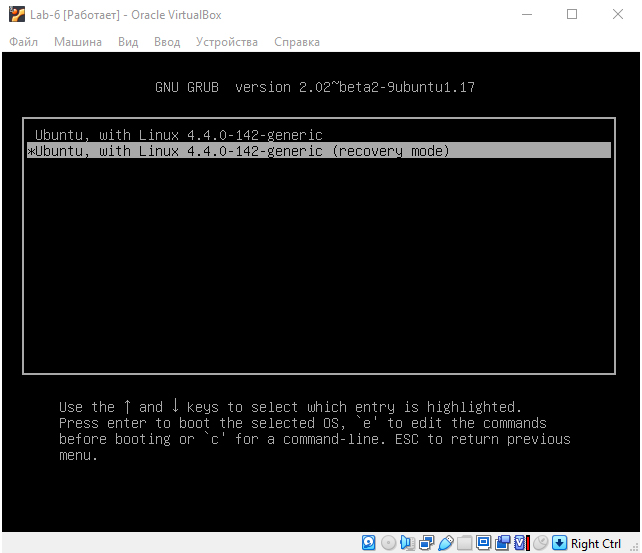 Lab-6 [Работает] - Oracle VirtualBox
Файл Машина Вид Ввод Устройства Справка
GNU GRUB version 2.02~beta2-9ubuntu1.17
Ubuntu, with Linux 4.4.0-142-generic
*Ubuntu, with Linux 4.4.0-142-generic (recovery mode)
Use the ↑ and ↓ keys to select which entry is highlighted.
Press enter to boot the selected OS, `e' to edit the commands
before booting or `c' for a command-line. ESC to return previous
menu.
Right Ctrl